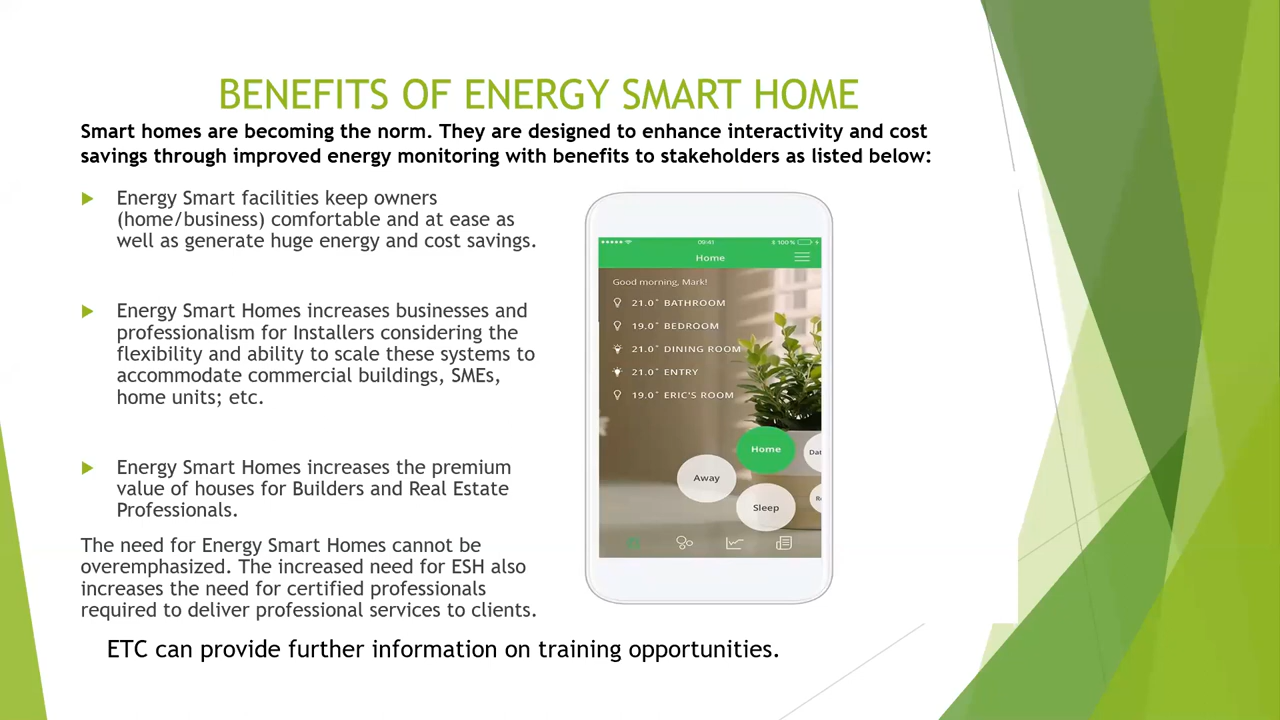 BENEFITS OF ENERGY SMART HOME
Smart homes are becoming the norm. They are designed to enhance interactivity and cost
savings through improved energy monitoring with benefits to stakeholders as listed below:
Energy Smart facilities keep owners
(home/business) comfortable and at ease as
well as generate huge energy and cost savings.
Energy Smart Homes increases businesses and
professionalism for Installers considering the
flexibility and ability to scale these systems to
accommodate commercial buildings, SMEs,
home units; etc.
Energy Smart Homes increases the premium
value of houses for Builders and Real Estate
Professionals.
The need for Energy Smart Homes cannot be
overemphasized. The increased need for ESH also
increases the need for certified professionals
required to deliver professional services to clients.
ETC can provide further information on training opportunities.
09:41 100%
Home
Good morning, Mark!
21.0° BATHROOM
19.0° BEDROOM
21.0° DINING ROOM
21.0° ENTRY
19.0° ERIC'S ROOM
Home
Away
Sleep